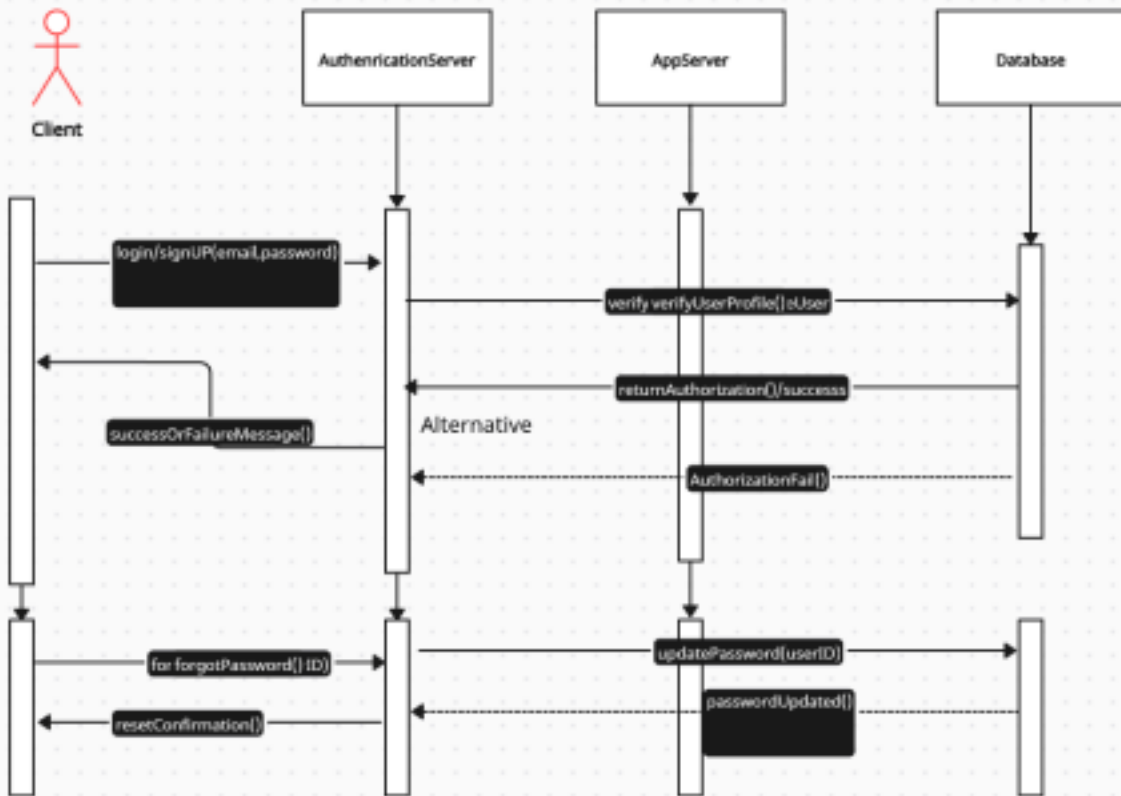 AuthenricationServer
AppServer
Database
Client
login/signUP(email,password)
verify verifyUserProfile() eUser
returnAuthorization()/successs
Alternative
successOrFailureMessage()
AuthorizationFail()
for forgotPassword() ID)
updatePassword(userID)
passwordUpdated()
resetConfirmation()